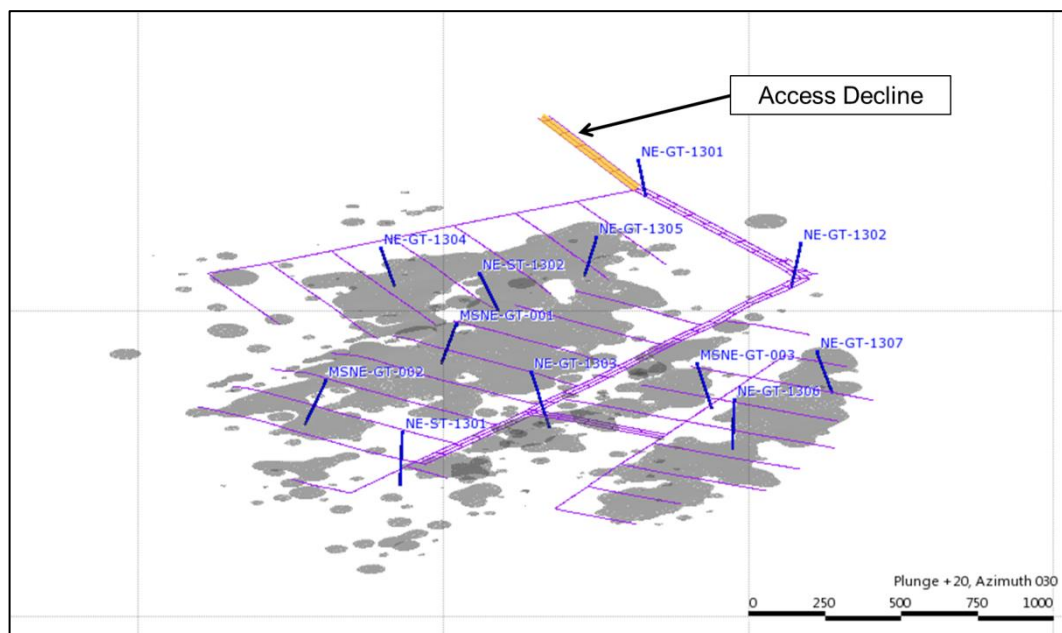 Access Decline
NE-GT-1301
NE-GT-1305
NE-GT-1302
NE-GT-1304
NE-ST-1302
MSNE-GT-001
NE-GT-1307
MSNE-GT-003
NE-GT-1303
MSNE-GT-002
NE-GT-1306
NE-ST-1301
Plunge +20, Azimuth 030
0 250 500 750 1000